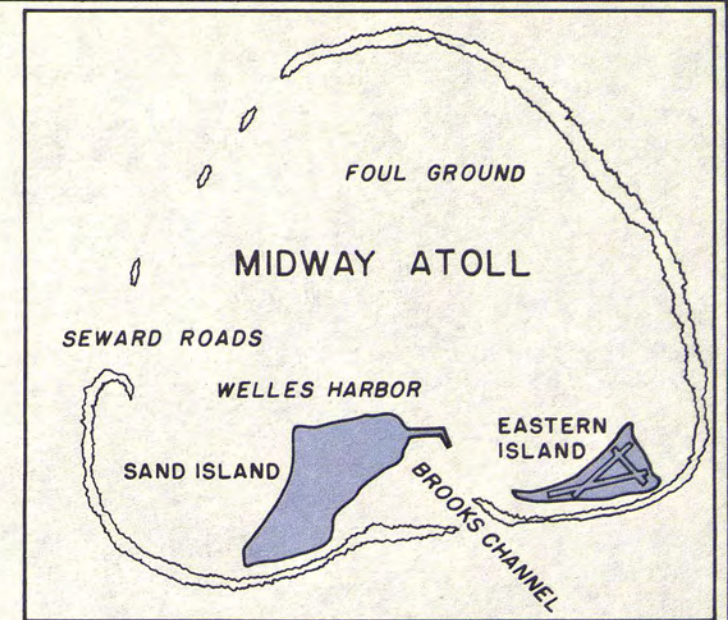 FOUL GROUND
MIDWAY ATOLL
SEWARD ROADS
WELLES HARBOR
EASTERN
ISLAND
SAND ISLAND
BROOKS CHANNEL